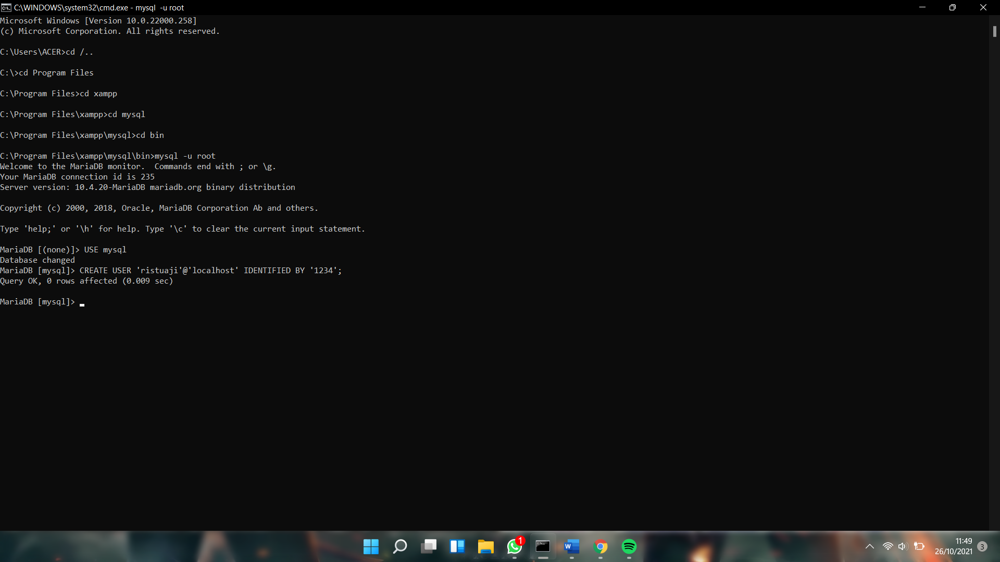 C:\WINDOWS\system32\cmd.exe - mysql  -u root
Microsoft Windows [Version 10.0.22000.258]
(c) Microsoft Corporation. All rights reserved.
C:\Users\ACER>cd /..
C:\>cd Program Files
C:\Program Files>cd xampp
C:\Program Files\xampp>cd mysql
C:\Program Files\xampp\mysql>cd bin
C:\Program Files\xampp\mysql\bin>mysql -u root
Welcome to the MariaDB monitor.  Commands end with ; or \g.
Your MariaDB connection id is 235
Server version: 10.4.20-MariaDB mariadb.org binary distribution
Copyright (c) 2000, 2018, Oracle, MariaDB Corporation Ab and others.
Type 'help;' or '\h' for help. Type '\c' to clear the current input statement.
MariaDB [(none)]> USE mysql
Database changed
MariaDB [mysql]> CREATE USER 'ristuaji'@'localhost' IDENTIFIED BY '1234';
Query OK, 0 rows affected (0.009 sec)
MariaDB [mysql]>
1
W
11:49
26/10/2021
3